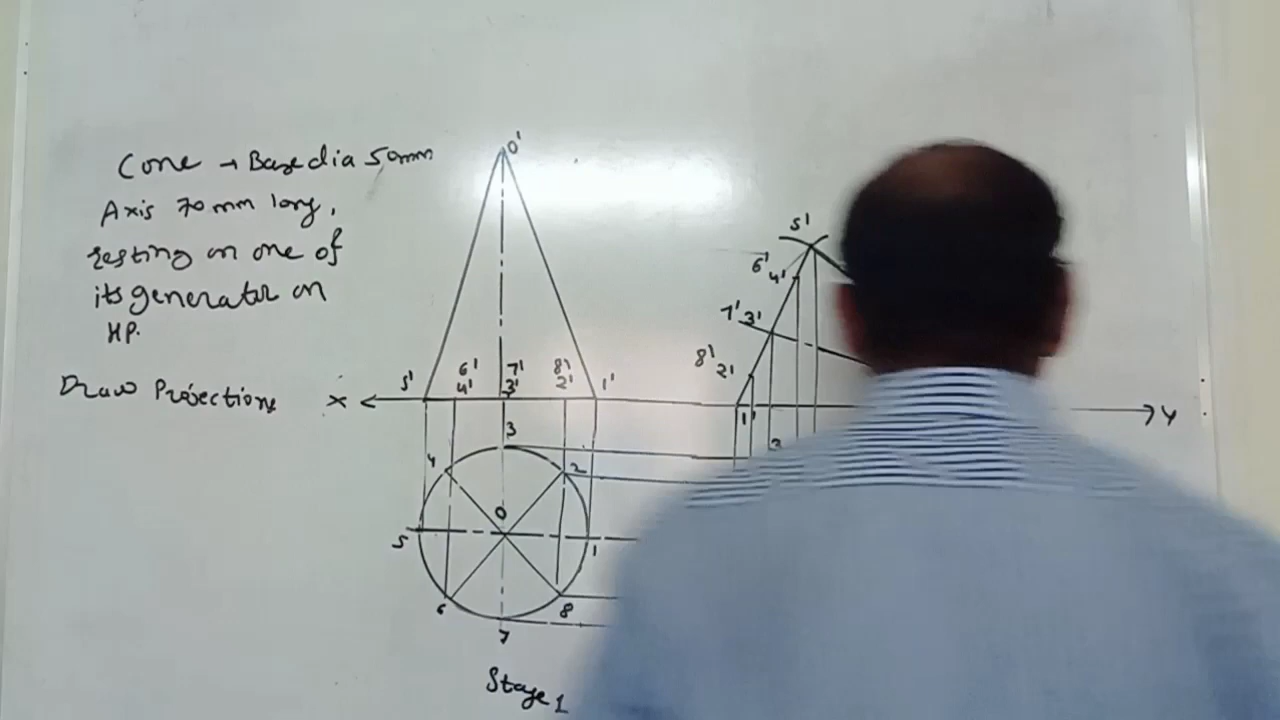 Cone → Base dia 50mm
Axis 70 mm long,
resting on one of
its generator on
HP.
Draw Projections
X
Y
O'
5'
6'
4'
7'
3'
8'
2'
1'
3
4
2
O
5
1
6
8
7
Stage 1
5'
6'
4'
7'
3'
8'
2'
1'